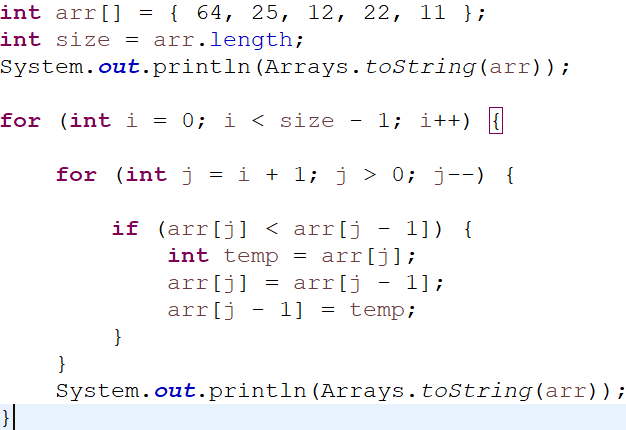 int arr[] = { 64, 25, 12, 22, 11 };
int size = arr.length;
System.out.println(Arrays.toString(arr));
for (int i = 0; i < size - 1; i++) {
for (int j = i + 1; j > 0; j--) {
if (arr[j] < arr[j - 1]) {
int temp = arr[j];
arr[j] = arr[j - 1];
arr[j - 1] = temp;
}
}
System.out.println(Arrays.toString(arr));
}